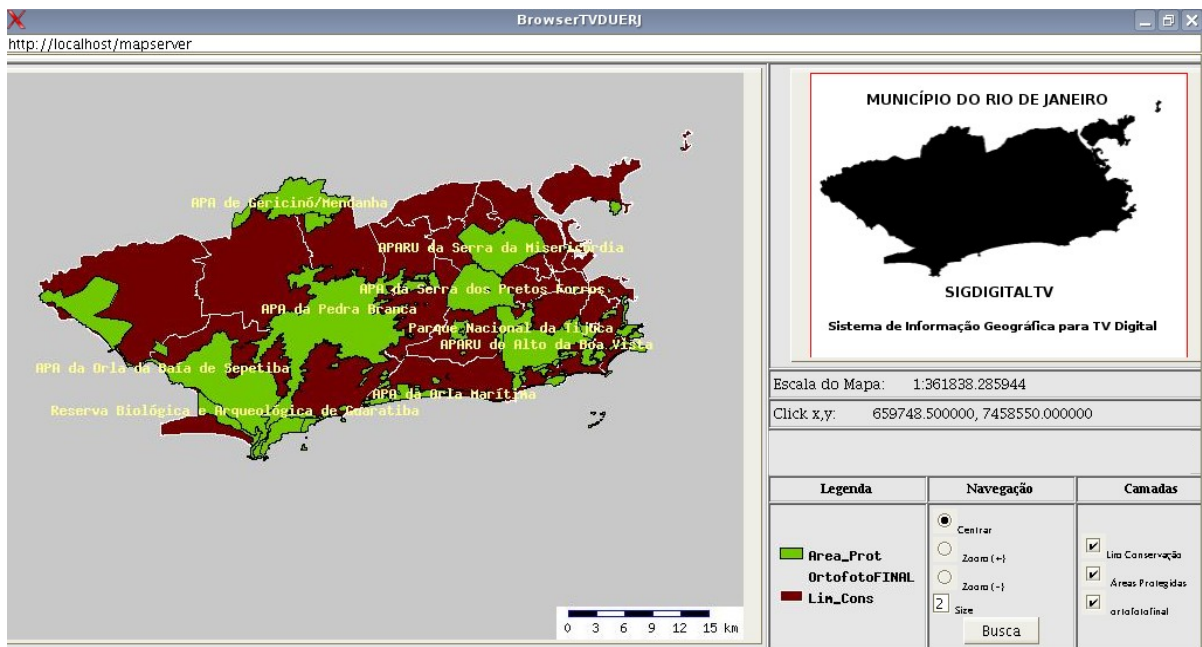 BrowserTVDUERJ
http://localhost/mapserver
APA de Gericinó/Mendanha
APARU da Serra da Misericórdia
APA da Serra dos Pretos Forros
APA da Pedra Branca
Parque Nacional da Tijuca
APARU do Alto da Boa Vista
APA da Orla da Baía de Sepetiba
APA da Orla Marítima
Reserva Biológica e Arqueológica de Guaratiba
0 3 6 9 12 15 km
MUNICÍPIO DO RIO DE JANEIRO
SIGDIGITALTV
Sistema de Informação Geográfica para TV Digital
Escala do Mapa: 1:361838.285944
Click x,y: 659748.500000, 7458550.000000
Legenda
Area_Prot
OrtofotoFINAL
Lim_Cons
Navegação
Centrar
Zoom (+)
Zoom (-)
2 Size
Busca
Camadas
Lim Conservação
Áreas Protegidas
ortofotofinal